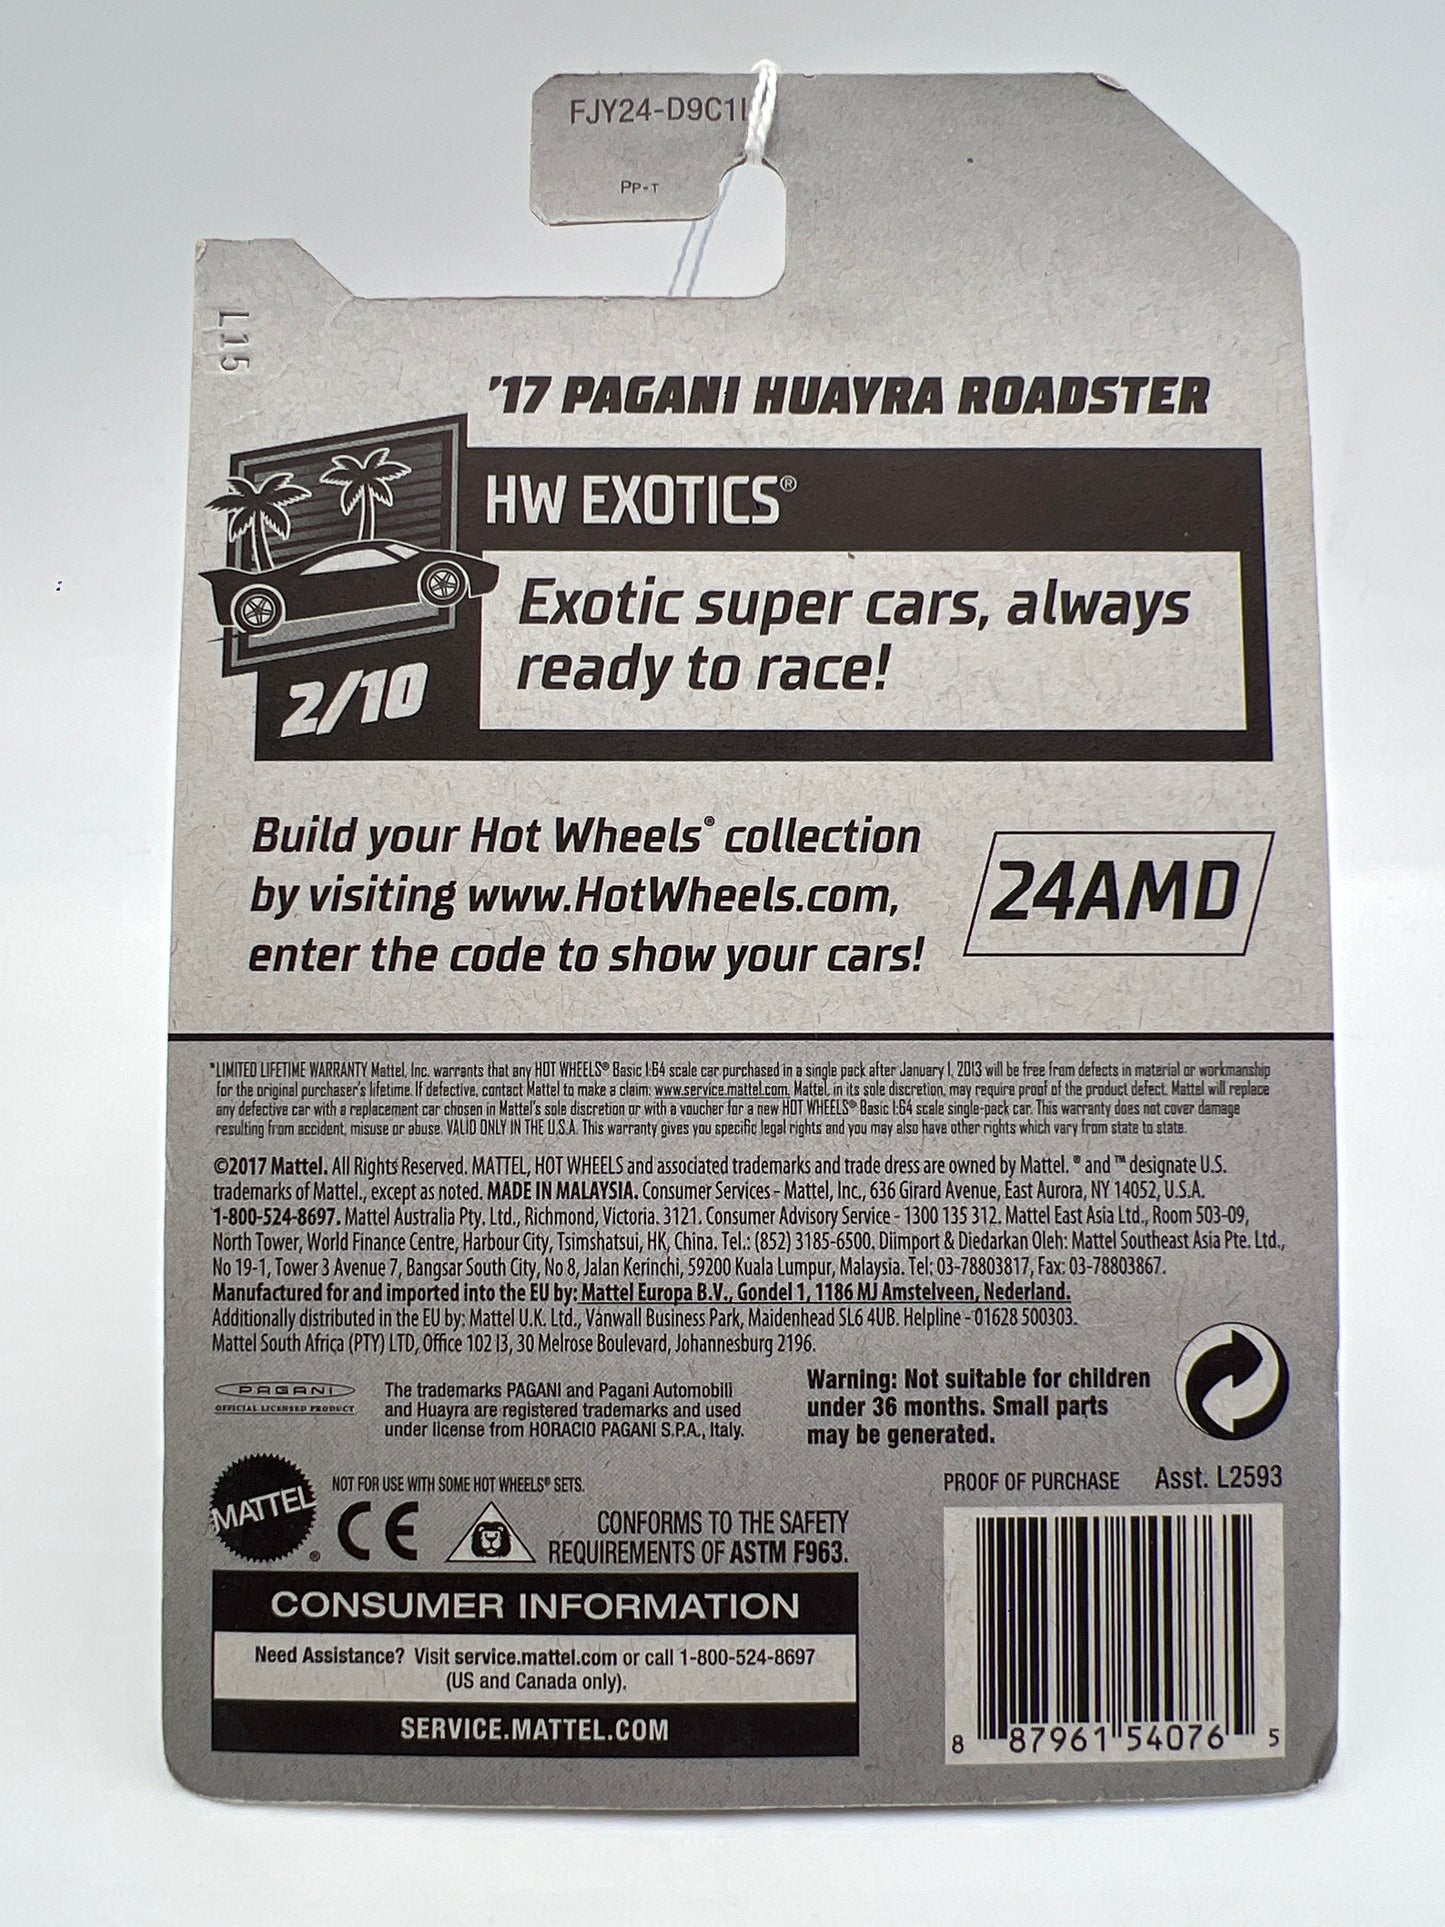 FJY24-D9C1
PP-T
L15
'17 PAGANI HUAYRA ROADSTER
HW EXOTICS®
Exotic super cars, always
ready to race!
2/10
Build your Hot Wheels® collection
by visiting www.HotWheels.com,
enter the code to show your cars!
24AMD
*LIMITED LIFETIME WARRANTY Mattel, Inc. warrants that any HOT WHEELS® Basic 1:64 scale car purchased in a single pack after January 1, 2013 will be free from defects in material or workmanship
for the original purchaser's lifetime. If defective, contact Mattel to make a claim: www.service.mattel.com. Mattel, in its sole discretion, may require proof of the product defect. Mattel will replace
any defective car with a replacement car chosen in Mattel's sole discretion or with a voucher for a new HOT WHEELS® Basic 1:64 scale single-pack car. This warranty does not cover damage
resulting from accident, misuse or abuse. VALID ONLY IN THE U.S.A. This warranty gives you specific legal rights and you may also have other rights which vary from state to state.
©2017 Mattel. All Rights Reserved. MATTEL, HOT WHEELS and associated trademarks and trade dress are owned by Mattel. ® and ™ designate U.S.
trademarks of Mattel., except as noted. MADE IN MALAYSIA. Consumer Services - Mattel, Inc., 636 Girard Avenue, East Aurora, NY 14052, U.S.A.
1-800-524-8697. Mattel Australia Pty. Ltd., Richmond, Victoria. 3121. Consumer Advisory Service - 1300 135 312. Mattel East Asia Ltd., Room 503-09,
North Tower, World Finance Centre, Harbour City, Tsimshatsui, HK, China. Tel.: (852) 3185-6500. Diimport & Diedarkan Oleh: Mattel Southeast Asia Pte. Ltd.,
No 19-1, Tower 3 Avenue 7, Bangsar South City, No 8, Jalan Kerinchi, 59200 Kuala Lumpur, Malaysia. Tel: 03-78803817, Fax: 03-78803867.
Manufactured for and imported into the EU by: Mattel Europa B.V., Gondel 1, 1186 MJ Amstelveen, Nederland.
Additionally distributed in the EU by: Mattel U.K. Ltd., Vanwall Business Park, Maidenhead SL6 4UB. Helpline - 01628 500303.
Mattel South Africa (PTY) LTD, Office 102 I3, 30 Melrose Boulevard, Johannesburg 2196.
PAGANI
OFFICIAL LICENSED PRODUCT
The trademarks PAGANI and Pagani Automobili
and Huayra are registered trademarks and used
under license from HORACIO PAGANI S.P.A., Italy.
Warning: Not suitable for children
under 36 months. Small parts
may be generated.
MATTEL®
NOT FOR USE WITH SOME HOT WHEELS® SETS.
CE
CONFORMS TO THE SAFETY
REQUIREMENTS OF ASTM F963.
PROOF OF PURCHASE Asst. L2593
CONSUMER INFORMATION
Need Assistance? Visit service.mattel.com or call 1-800-524-8697
(US and Canada only).
SERVICE.MATTEL.COM
8 87961 54076 5